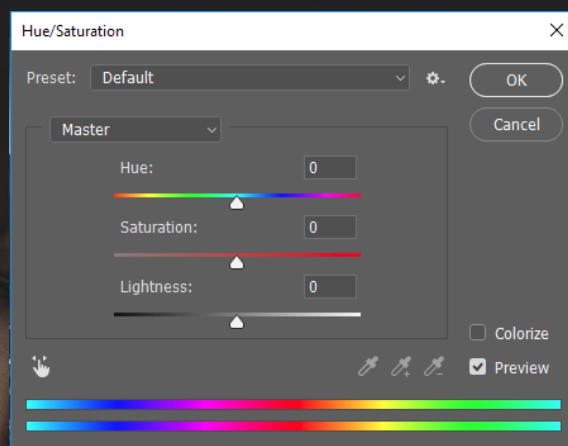 Hue/Saturation
Preset: Default
OK
Master
Cancel
Hue: 0
Saturation: 0
Lightness: 0
Colorize
Preview